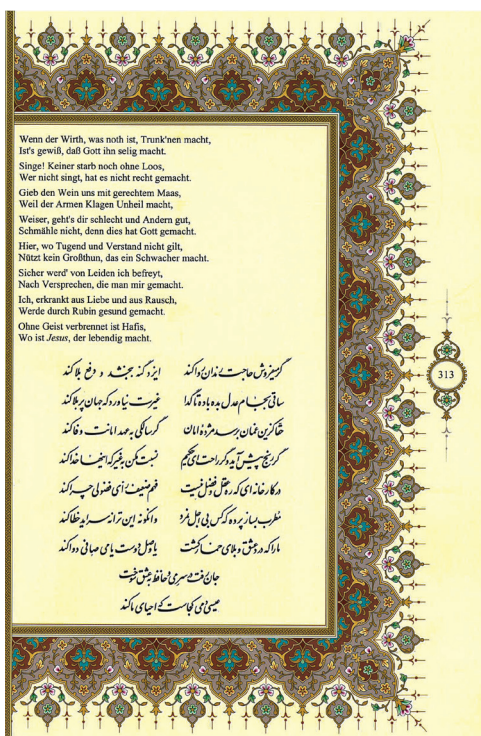 Wenn der Wirth, was noth ist, Trunk'nen macht,
Ist's gewiß, daß Gott ihn selig macht.
Singe! Keiner starb noch ohne Loos,
Wer nicht singt, hat es nicht recht gemacht.
Gieb den Wein uns mit gerechtem Maas,
Weil der Armen Klagen Unheil macht,
Weiser, geht's dir schlecht und Andern gut,
Schmähle nicht, denn dies hat Gott gemacht.
Hier, wo Tugend und Verstand nicht gilt,
Nützt kein Großthun, das ein Schwacher macht.
Sicher werd' von Leiden ich befreyt,
Nach Versprechen, die man mir gemacht.
Ich, erkrankt aus Liebe und aus Rausch,
Werde durch Rubin gesund gemacht.
Ohne Geist verbrennet ist Hafis,
Wo ist Jesus, der lebendig macht.
گر می فروش حاجت رندان روا کند ایزد گنه ببخشد و دفع بلا کند
ساقی بجام عدل بده باده تا گدا غیرت نیاورد که جهان پر بلا کند
حقا کزین غمان برسد مژده امان گر سالکی به عهد امانت وفا کند
گر رنج پیش آید و گر راحت ای حکیم نسبت مکن به غیر که اینها خدا کند
در کارخانه ای که ره عقل و فضل نیست فهم ضعیف رأی فضولی چرا کند
مطرب بساز پرده که کس بی اجل نمرد وانکو نه این ترانه سراید خطا کند
ما را که درد عشق و بلای خمار کشت یا وصل دوست یا می صافی دوا کند
جان رفت در سر می و حافظ به عشق سوخت
عیسی دمی کجاست که احیای ما کند
313